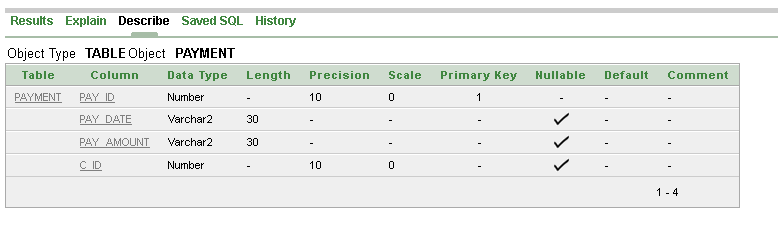 Results Explain Describe Saved SQL History
Object Type TABLE Object PAYMENT
Table Column Data Type Length Precision Scale Primary Key Nullable Default Comment
PAYMENT PAY_ID Number - 10 0 1 - - -
PAY_DATE Varchar2 30 - - - ✓ - -
PAY_AMOUNT Varchar2 30 - - - ✓ - -
C_ID Number - 10 0 - ✓ - -
1 - 4